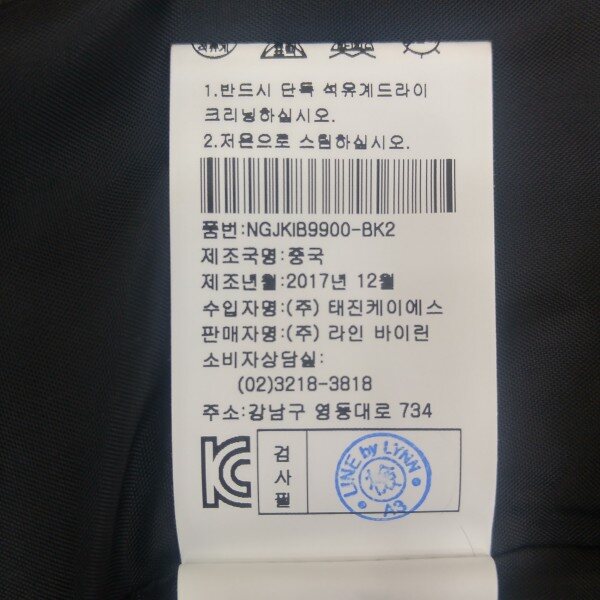 석유계
1.반드시 단독 석유계드라이
크리닝하십시오.
2.저온으로 스팀하십시오.
품번:NGJKIB9900-BK2
제조국명:중국
제조년월:2017년 12월
수입자명:(주) 태진케이에스
판매자명:(주) 라인 바이린
소비자상담실:
(02)3218-3818
주소:강남구 영동대로 734
검사필
LINE by LYNN
A3